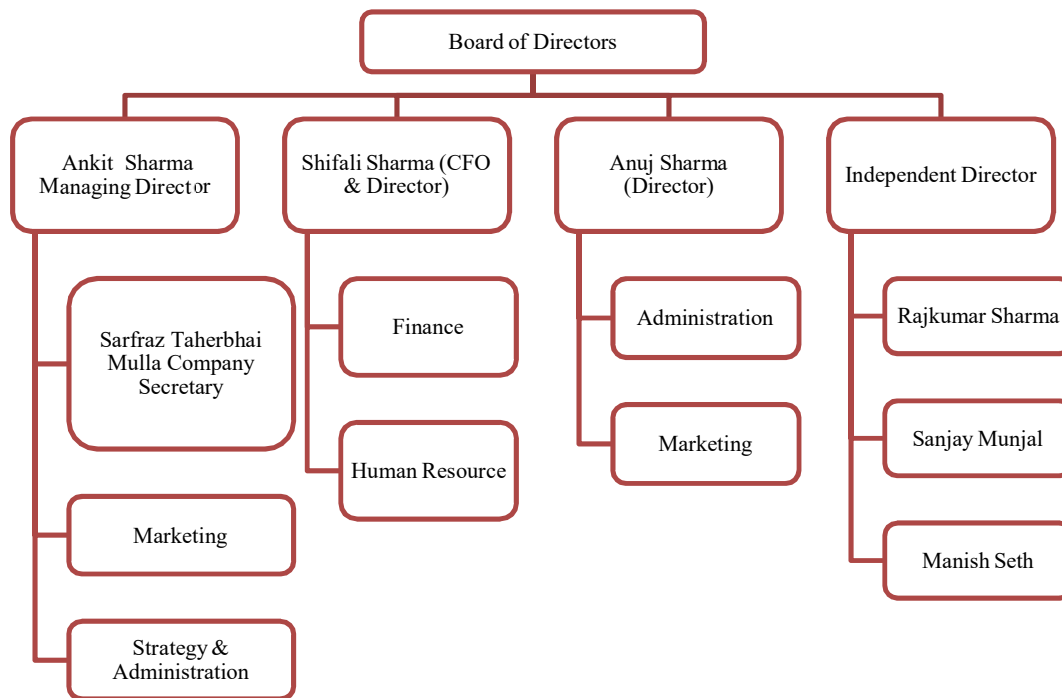 Board of Directors
Ankit Sharma
Managing Director
Shifali Sharma (CFO
& Director)
Anuj Sharma
(Director)
Independent Director
Sarfraz Taherbhai
Mulla Company
Secretary
Marketing
Strategy &
Administration
Finance
Human Resource
Administration
Marketing
Rajkumar Sharma
Sanjay Munjal
Manish Seth